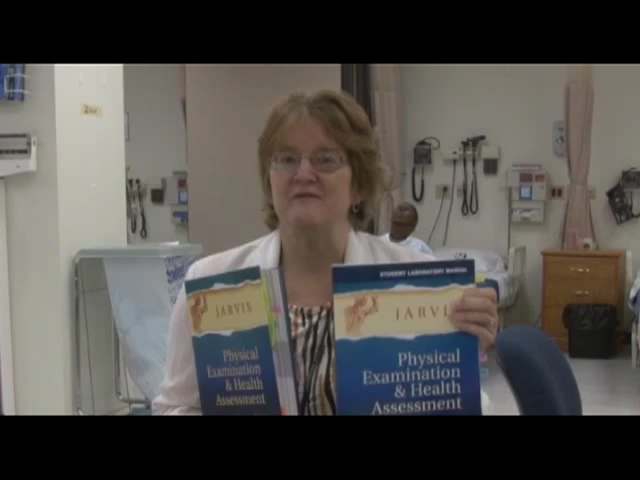 JARVIS
Physical
Examination
& Health
Assessment
STUDENT LABORATORY MANUAL
JARVIS
Physical
Examination
& Health
Assessment